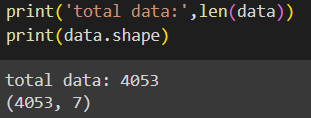 print('total data:',len(data))
print(data.shape)
total data: 4053
(4053, 7)